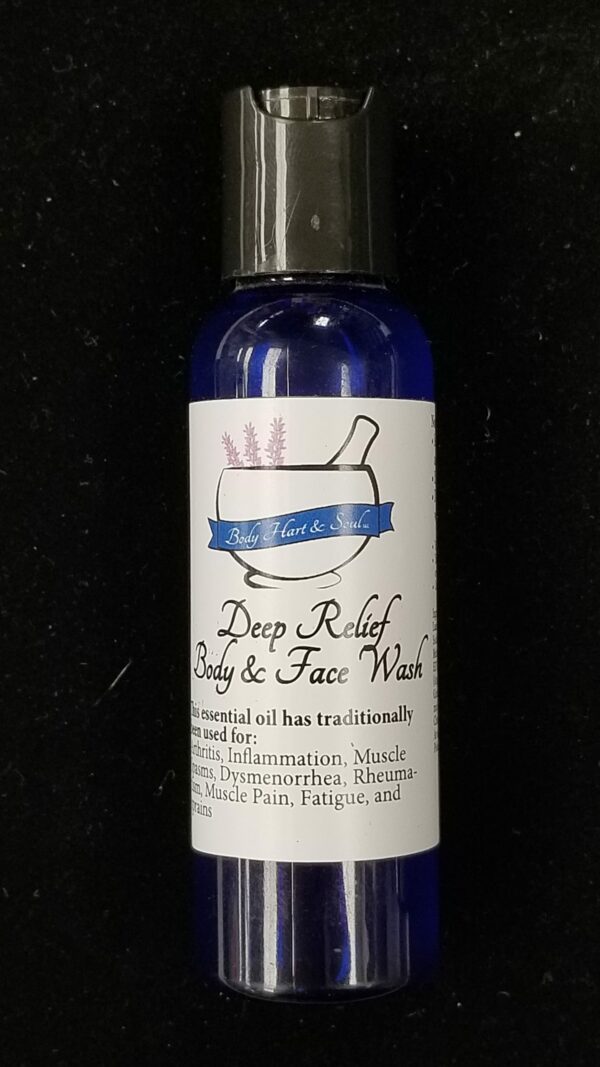 Body Hart & Soul
Deep Relief
Body & Face Wash
This essential oil has traditionally
been used for:
Arthritis, Inflammation, Muscle
Spasms, Dysmenorrhea, Rheuma-
Muscle Pain, Fatigue, and
Sprains